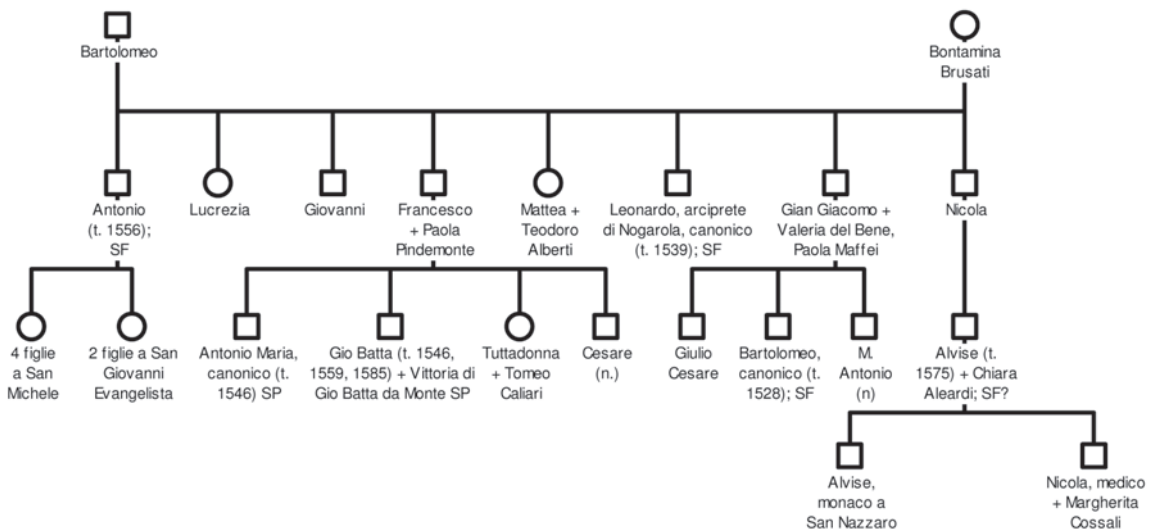 Bartolomeo
Bontamina
Brusati
Antonio
(t. 1556);
SF
Lucrezia
Giovanni
Francesco
+ Paola
Pindemonte
Mattea +
Teodoro
Alberti
Leonardo, arciprete
di Nogarola, canonico
(t. 1539); SF
Gian Giacomo +
Valeria del Bene,
Paola Maffei
Nicola
4 figlie
a San
Michele
2 figlie a San
Giovanni
Evangelista
Antonio Maria,
canonico (t.
1546) SP
Gio Batta (t. 1546,
1559, 1585) + Vittoria di
Gio Batta da Monte SP
Tuttadonna
+ Tomeo
Caliari
Cesare
(n.)
Giulio
Cesare
Bartolomeo,
canonico (t.
1528); SF
M.
Antonio
(n)
Alvise (t.
1575) + Chiara
Aleardi; SF?
Alvise,
monaco a
San Nazzaro
Nicola, medico
+ Margherita
Cossali